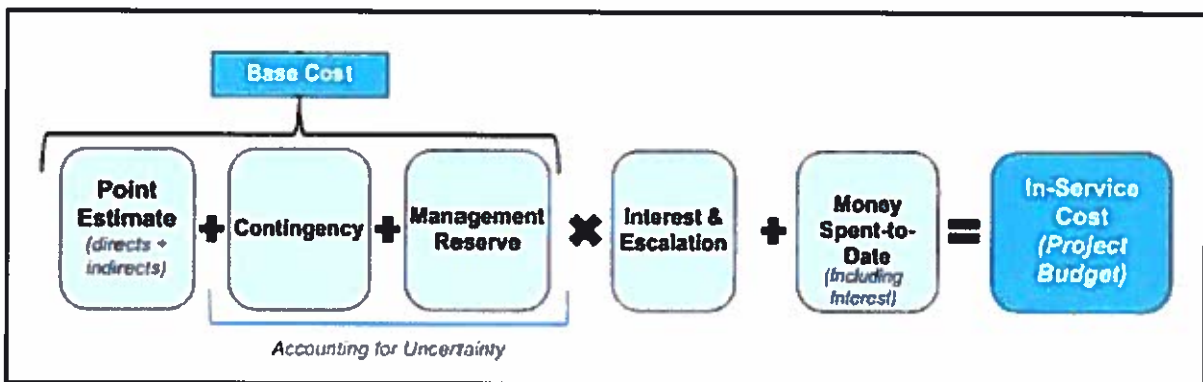 Base Cost
Point
Estimate
(directs +
indirects)
+
Contingency
+
Management
Reserve
×
Interest &
Escalation
+
Money
Spent-to-
Date
(Including
Interest)
=
In-Service
Cost
(Project
Budget)
Accounting for Uncertainty